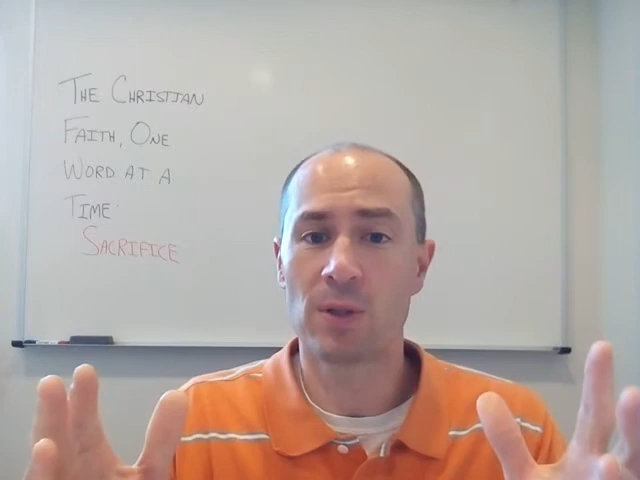 THE CHRISTIAN
FAITH, ONE
WORD AT A
TIME:
SACRIFICE